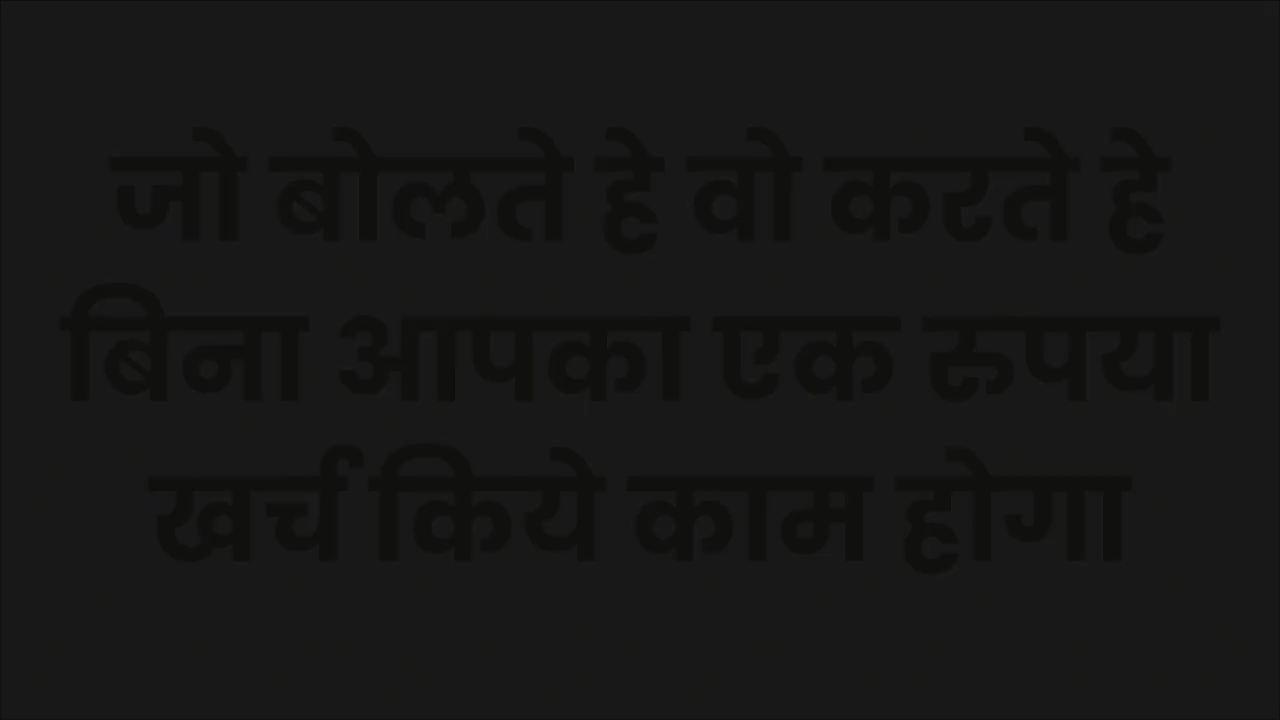 जो बोलते हे वो करते हे
बिना आपका एक रुपया
खर्च किये काम होगा